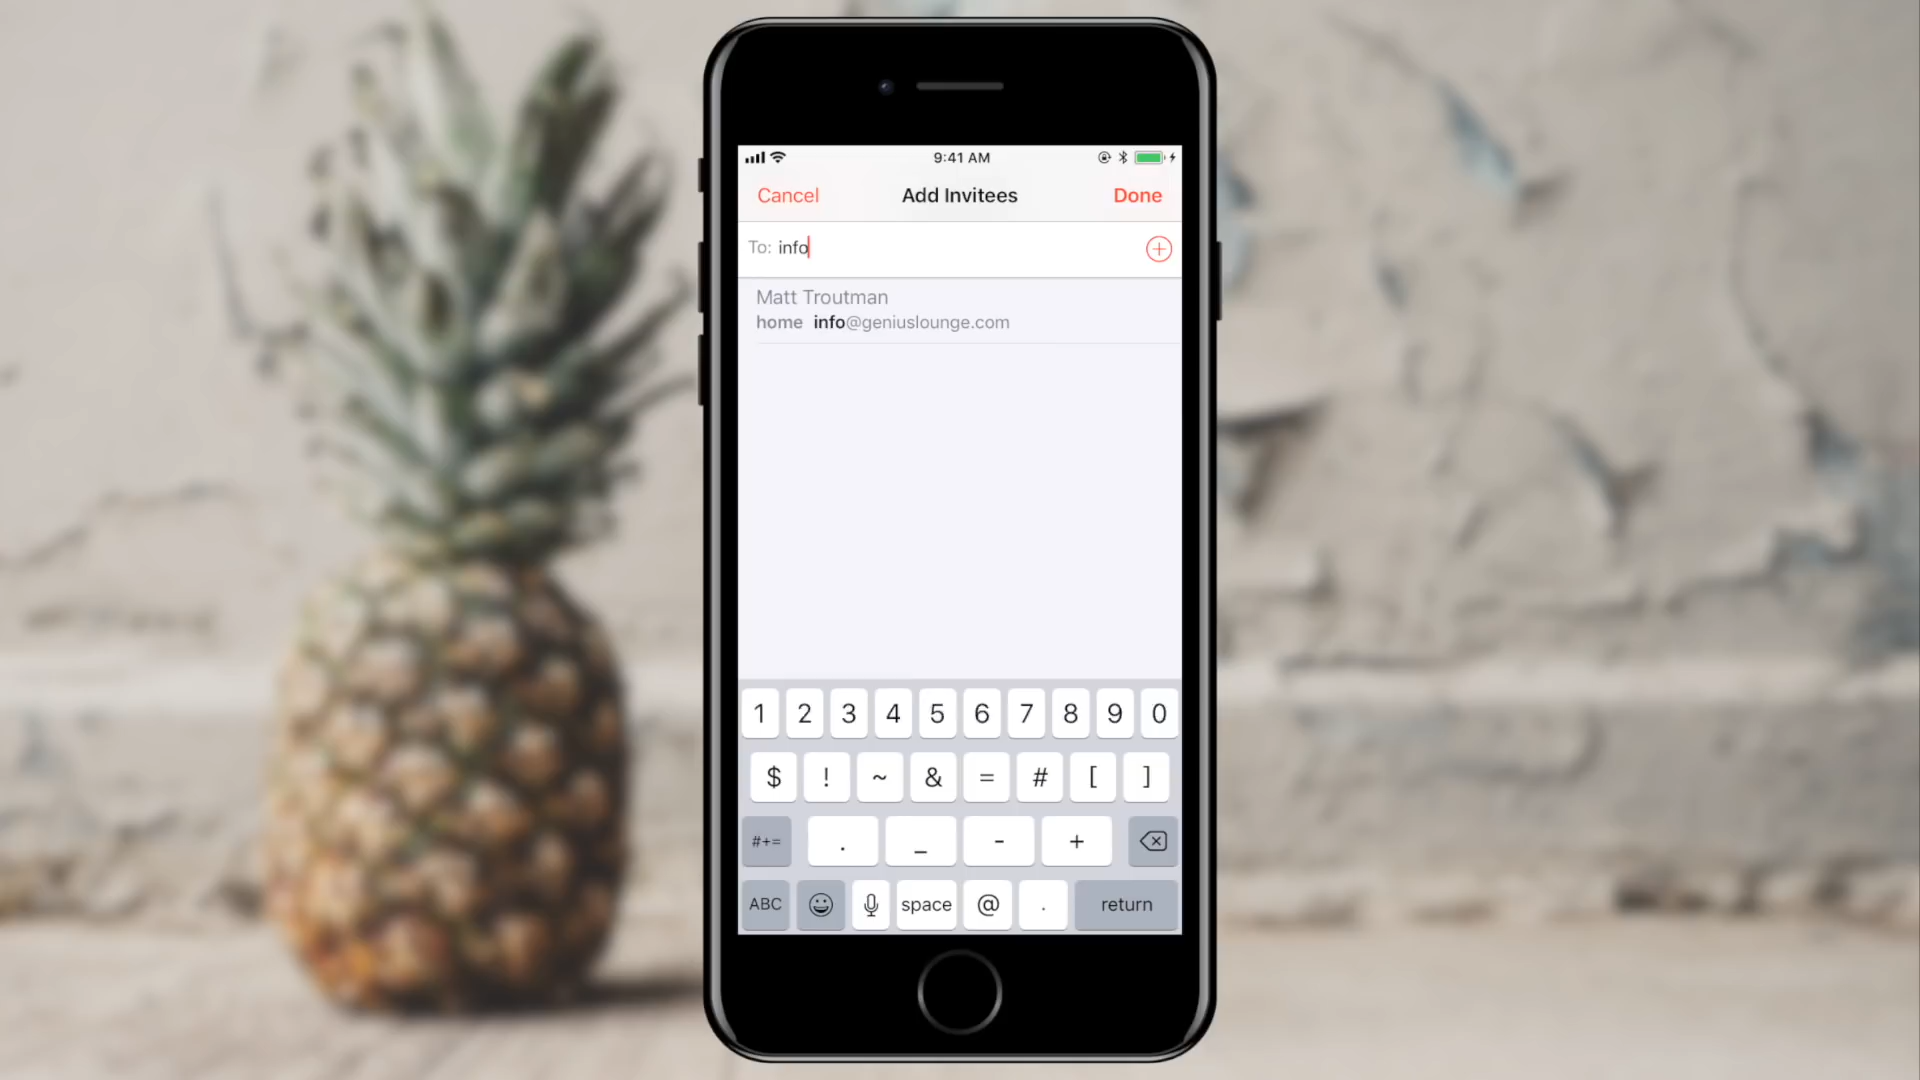 9:41 AM
Cancel Add Invitees Done
To: info
Matt Troutman
home info@geniuslounge.com
1 2 3 4 5 6 7 8 9 0
$ ! ~ & = # [ ]
#+= . _ - +
ABC space @ . return